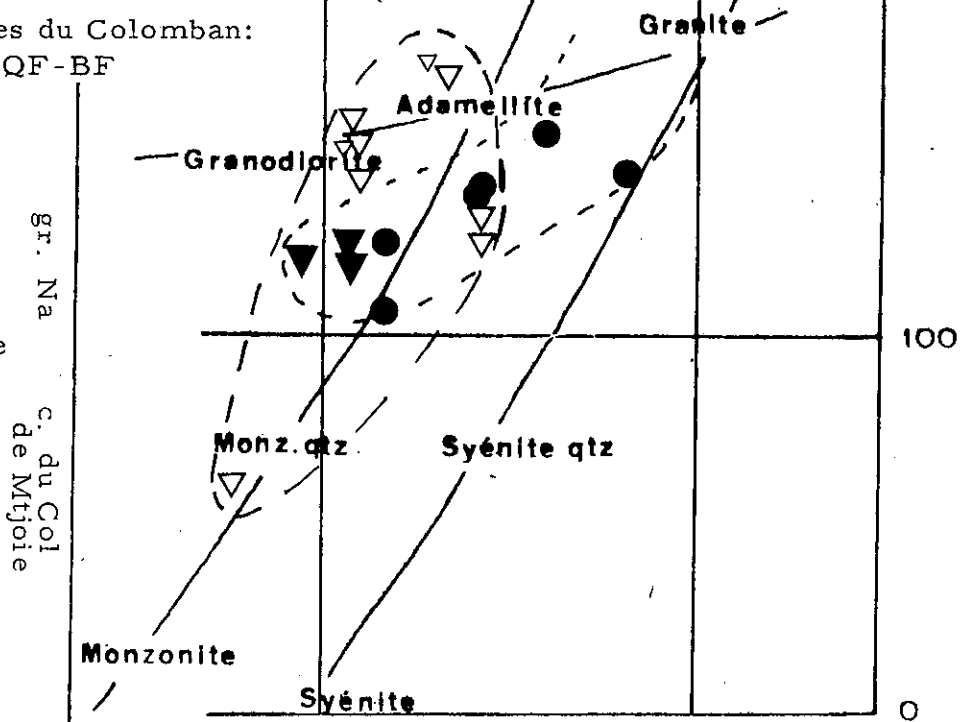 es du Colomban:
QF-BF
Granite
Adamellite
Granodiorite
gr. Na
e
100
c. du Col
de Mtjoie
Monz.qtz
Syénite qtz
Monzonite
Syénite
0